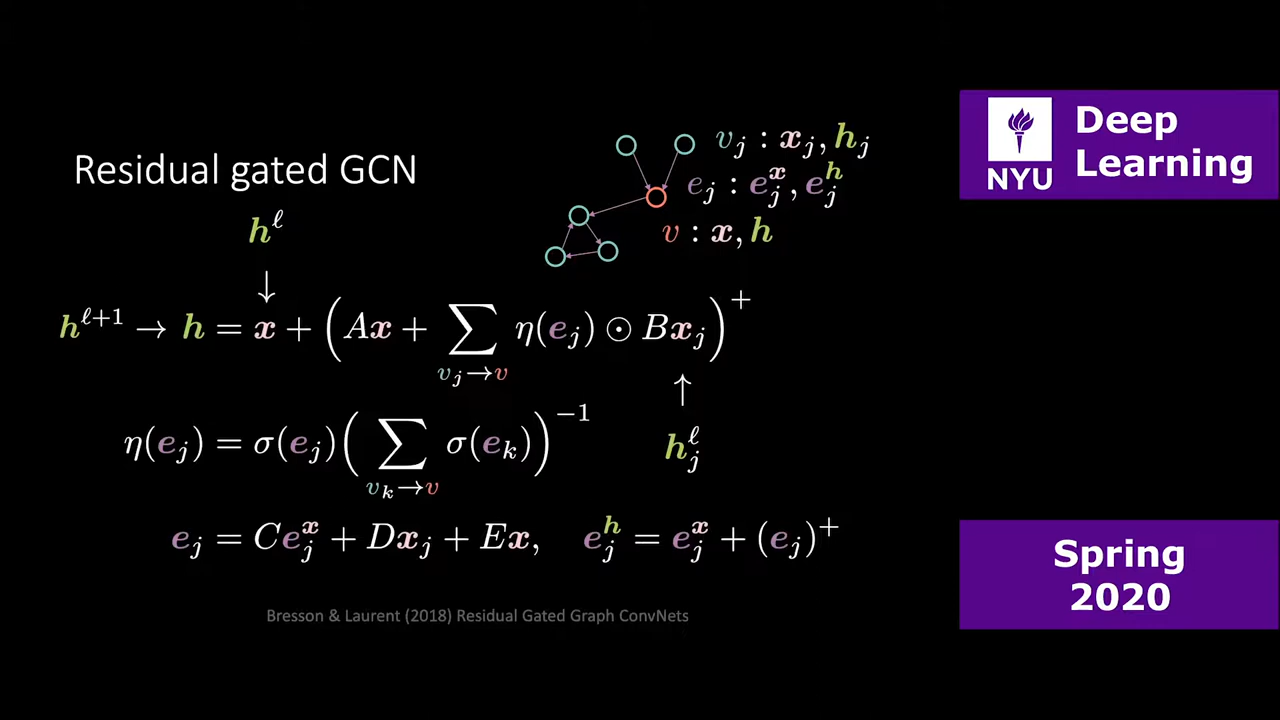 Residual gated GCN
v_j : x_j, h_j
e_j : e_j^x, e_j^h
v : x, h
h^ℓ
↓
h^{ℓ+1} → h = x + (Ax + ∑_{v_j→v} η(e_j) ⊙ Bx_j)^+
↑
h_j^ℓ
η(e_j) = σ(e_j)(∑_{v_k→v} σ(e_k))^{-1}
e_j = Ce_j^x + Dx_j + Ex, e_j^h = e_j^x + (e_j)^+
Bresson & Laurent (2018) Residual Gated Graph ConvNets
NYU
Deep
Learning
Spring
2020